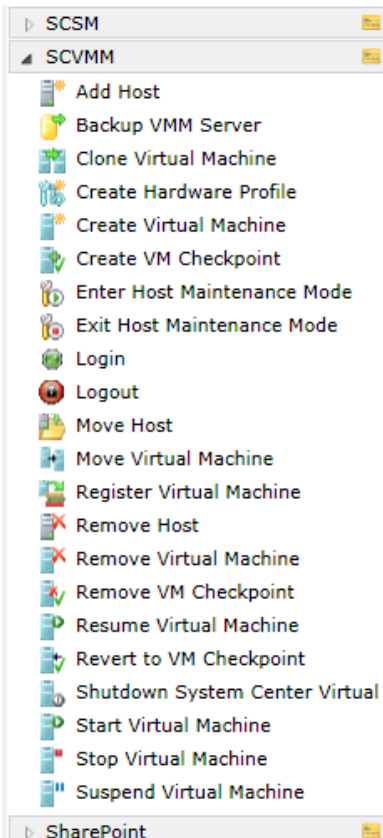 SCSM
SCVMM
Add Host
Backup VMM Server
Clone Virtual Machine
Create Hardware Profile
Create Virtual Machine
Create VM Checkpoint
Enter Host Maintenance Mode
Exit Host Maintenance Mode
Login
Logout
Move Host
Move Virtual Machine
Register Virtual Machine
Remove Host
Remove Virtual Machine
Remove VM Checkpoint
Resume Virtual Machine
Revert to VM Checkpoint
Shutdown System Center Virtual
Start Virtual Machine
Stop Virtual Machine
Suspend Virtual Machine
SharePoint